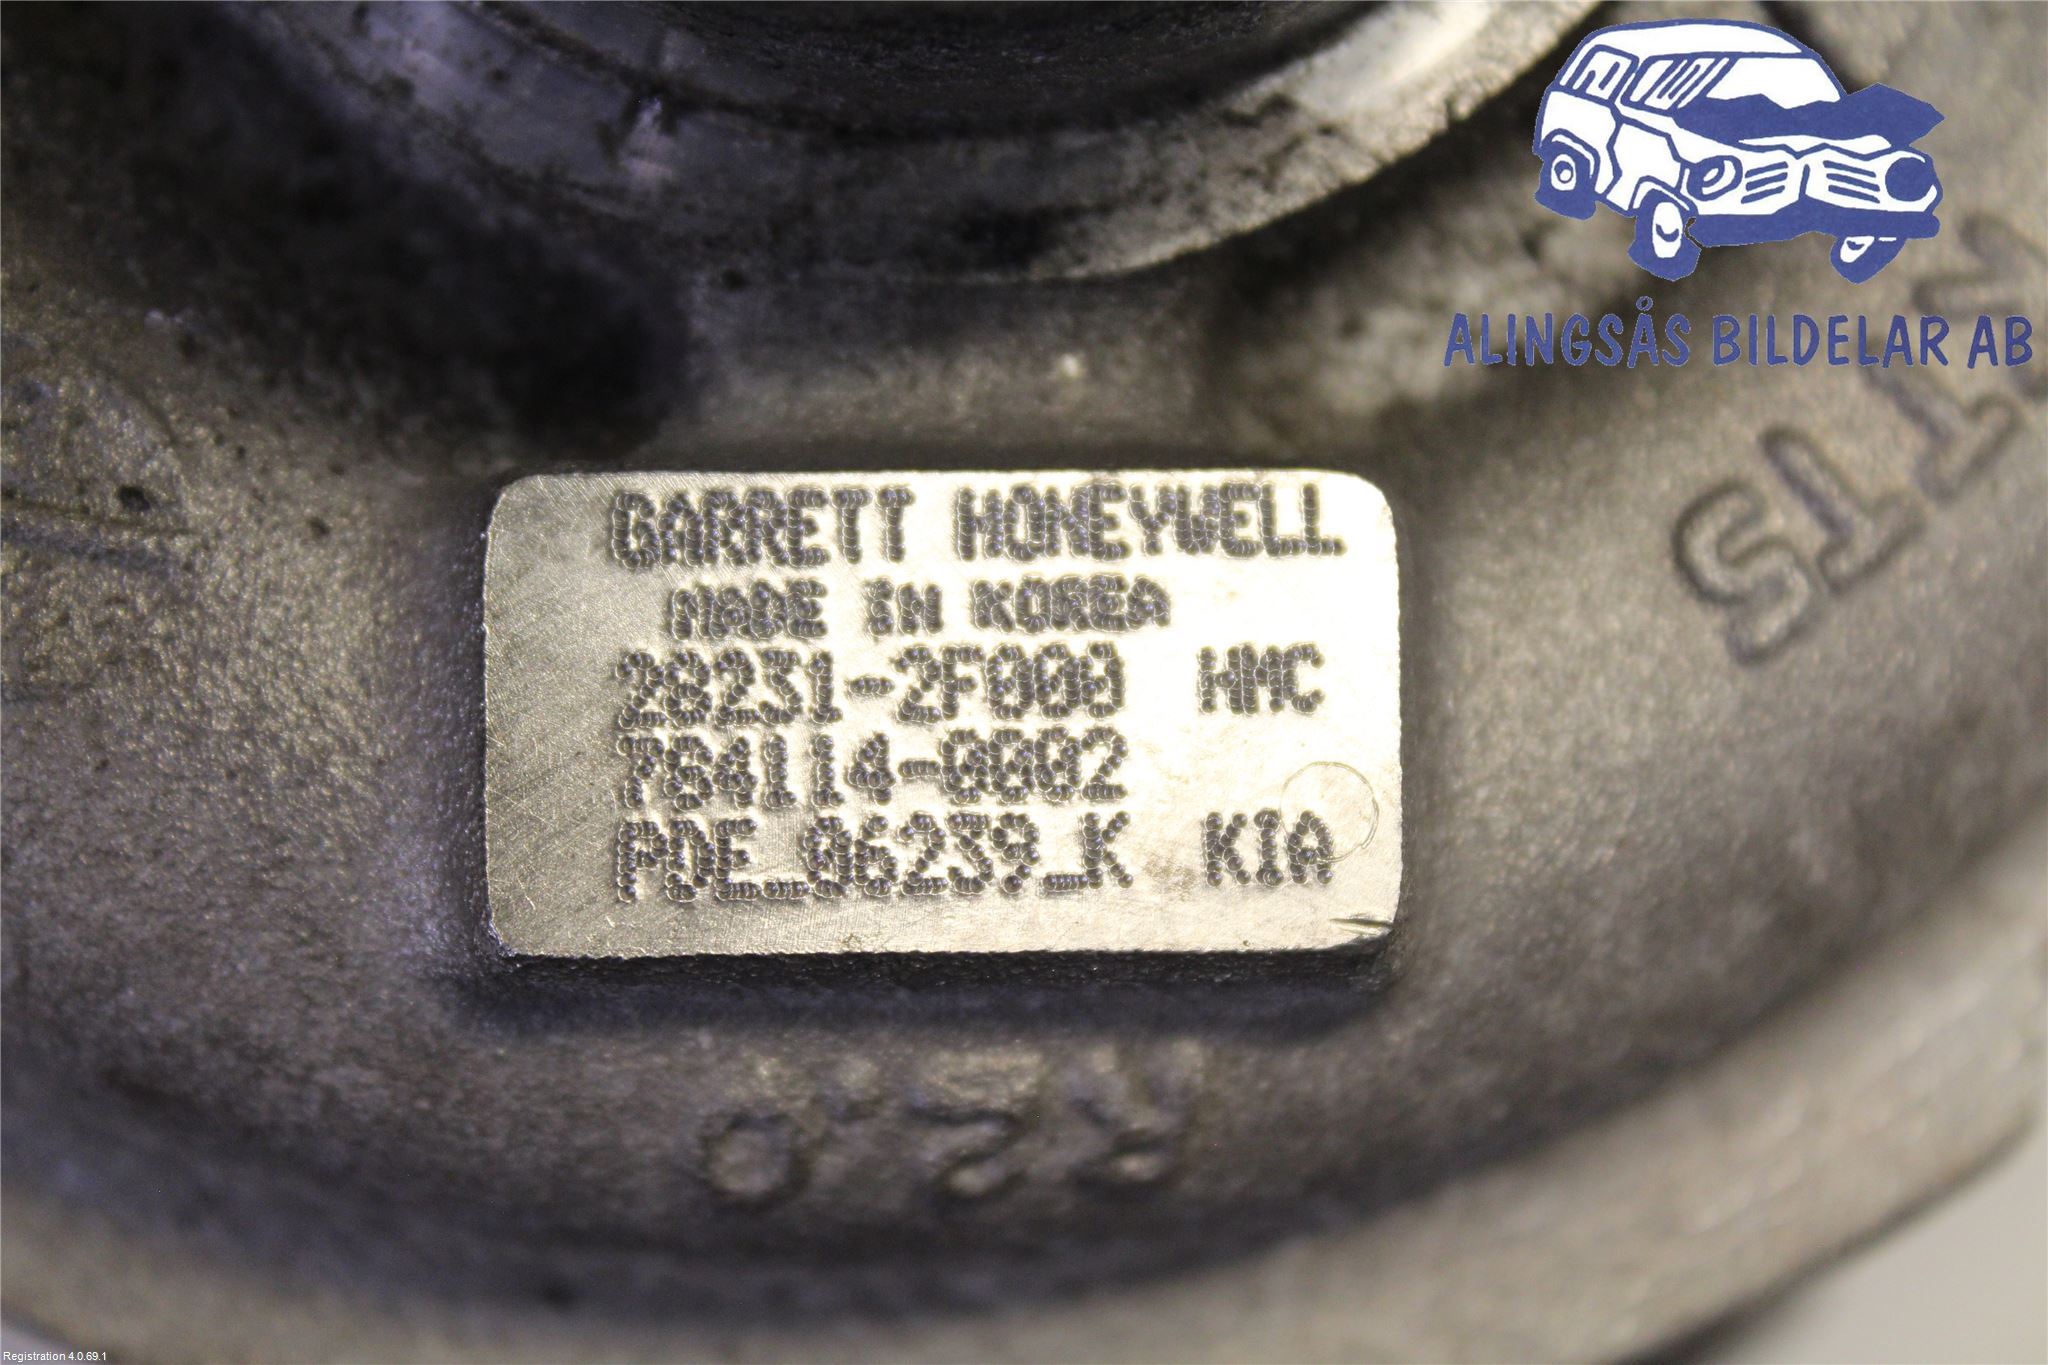 ALINGSÅS BILDELAR AB
GARRETT HONEYWELL
MADE IN KOREA
28231-2F000 HMC
784114-0002
PDE_06239_K KIA
Registration 4.0.69.1